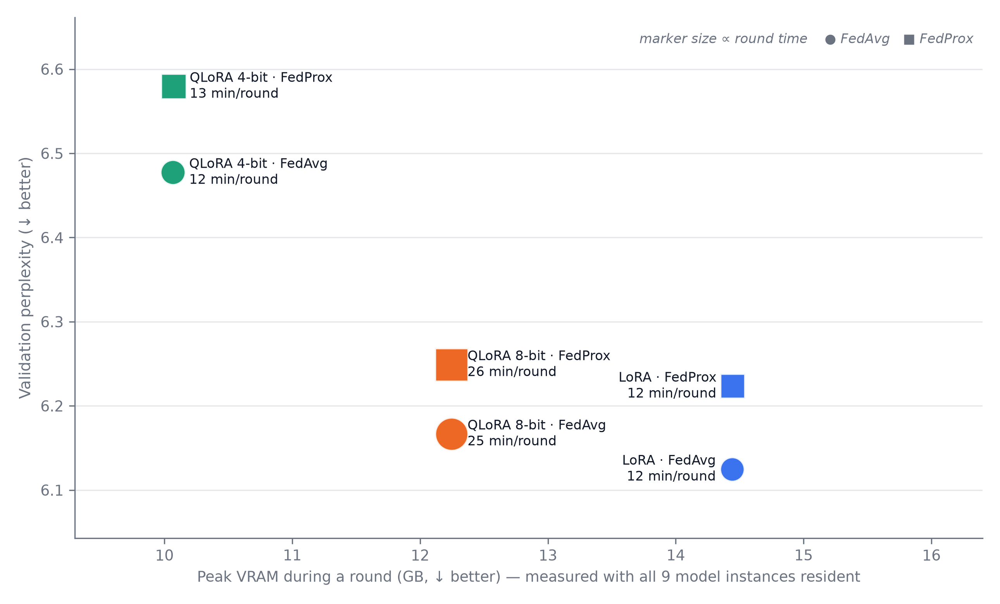 marker size ∝ round time
FedAvg
FedProx
6.6
6.5
6.4
6.3
6.2
6.1
Validation perplexity (↓ better)
QLoRA 4-bit · FedProx
13 min/round
QLoRA 4-bit · FedAvg
12 min/round
QLoRA 8-bit · FedProx
26 min/round
LoRA · FedProx
12 min/round
QLoRA 8-bit · FedAvg
25 min/round
LoRA · FedAvg
12 min/round
10
11
12
13
14
15
16
Peak VRAM during a round (GB, ↓ better) — measured with all 9 model instances resident